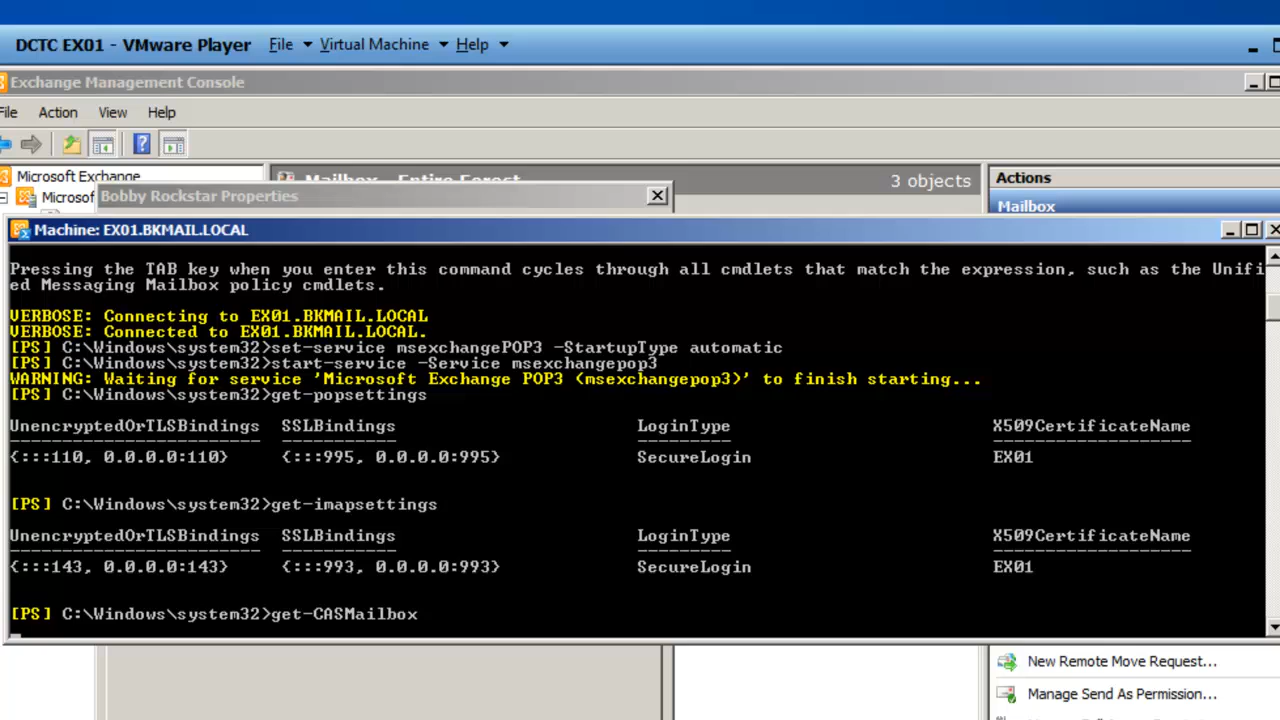 DCTC EX01 - VMware Player File Virtual Machine Help
Exchange Management Console
File Action View Help
Microsoft Exchange
Mailbox - Entire Forest 3 objects Actions
Microsof Bobby Rockstar Properties Mailbox
Machine: EX01.BKMAIL.LOCAL
Pressing the TAB key when you enter this command cycles through all cmdlets that match the expression, such as the Unifi
ed Messaging Mailbox policy cmdlets.
VERBOSE: Connecting to EX01.BKMAIL.LOCAL
VERBOSE: Connected to EX01.BKMAIL.LOCAL.
[PS] C:\Windows\system32>set-service msexchangePOP3 -StartupType automatic
[PS] C:\Windows\system32>start-service -Service msexchangepop3
WARNING: Waiting for service 'Microsoft Exchange POP3 (msexchangepop3)' to finish starting...
[PS] C:\Windows\system32>get-popsettings
UnencryptedOrTLSBindings SSLBindings LoginType X509CertificateName
------------------------ ----------- --------- -------------------
{:::110, 0.0.0.0:110} {:::995, 0.0.0.0:995} SecureLogin EX01
[PS] C:\Windows\system32>get-imapsettings
UnencryptedOrTLSBindings SSLBindings LoginType X509CertificateName
------------------------ ----------- --------- -------------------
{:::143, 0.0.0.0:143} {:::993, 0.0.0.0:993} SecureLogin EX01
[PS] C:\Windows\system32>get-CASMailbox
New Remote Move Request...
Manage Send As Permission...